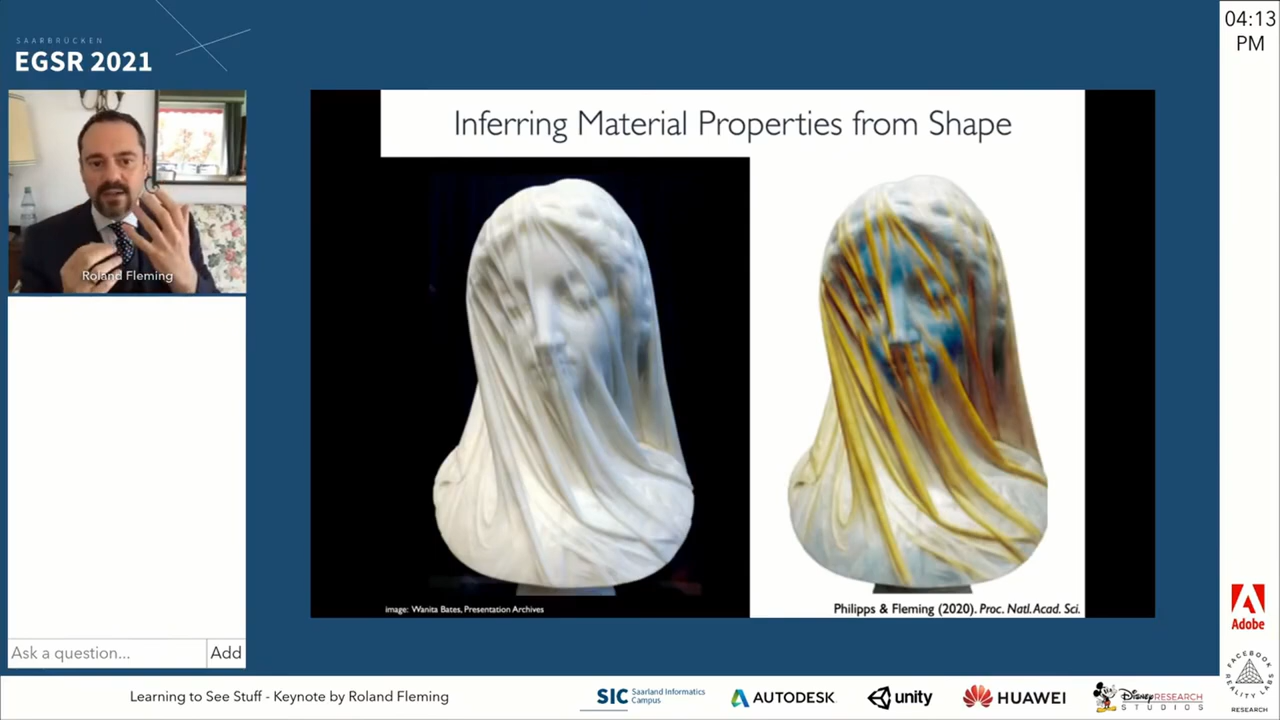 SAARBRÜCKEN
EGSR 2021
04:13
PM
Roland Fleming
Inferring Material Properties from Shape
image: Wanita Bates, Presentation Archives
Philipps & Fleming (2020). Proc. Natl. Acad. Sci.
Ask a question...
Add
Learning to See Stuff - Keynote by Roland Fleming
SIC Saarland Informatics
Campus
AUTODESK
unity
HUAWEI
Disney RESEARCH
STUDIOS
Adobe
FACEBOOK
REALITY LABS
RESEARCH